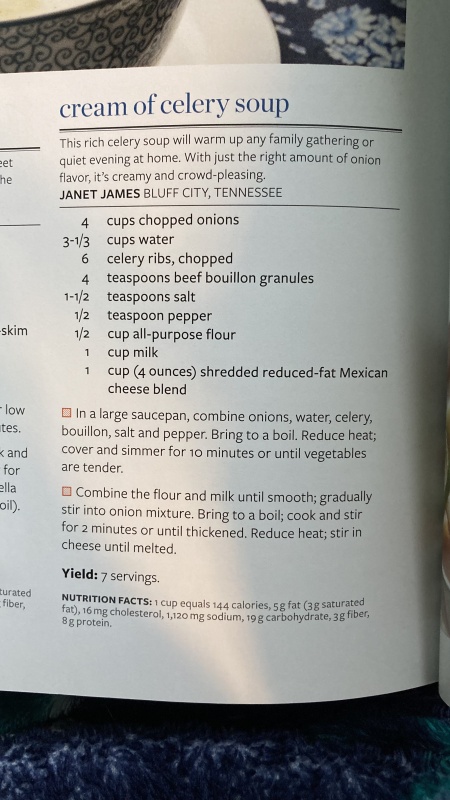 cream of celery soup
This rich celery soup will warm up any family gathering or
quiet evening at home. With just the right amount of onion
flavor, it's creamy and crowd-pleasing.
JANET JAMES BLUFF CITY, TENNESSEE
4 cups chopped onions
3-1/3 cups water
6 celery ribs, chopped
4 teaspoons beef bouillon granules
1-1/2 teaspoons salt
1/2 teaspoon pepper
1/2 cup all-purpose flour
1 cup milk
1 cup (4 ounces) shredded reduced-fat Mexican
cheese blend
In a large saucepan, combine onions, water, celery,
bouillon, salt and pepper. Bring to a boil. Reduce heat;
cover and simmer for 10 minutes or until vegetables
are tender.
Combine the flour and milk until smooth; gradually
stir into onion mixture. Bring to a boil; cook and stir
for 2 minutes or until thickened. Reduce heat; stir in
cheese until melted.
Yield: 7 servings.
NUTRITION FACTS: 1 cup equals 144 calories, 5 g fat (3 g saturated
fat), 16 mg cholesterol, 1,120 mg sodium, 19 g carbohydrate, 3 g fiber,
8 g protein.
-skim
low
and
for
oil).
fiber,